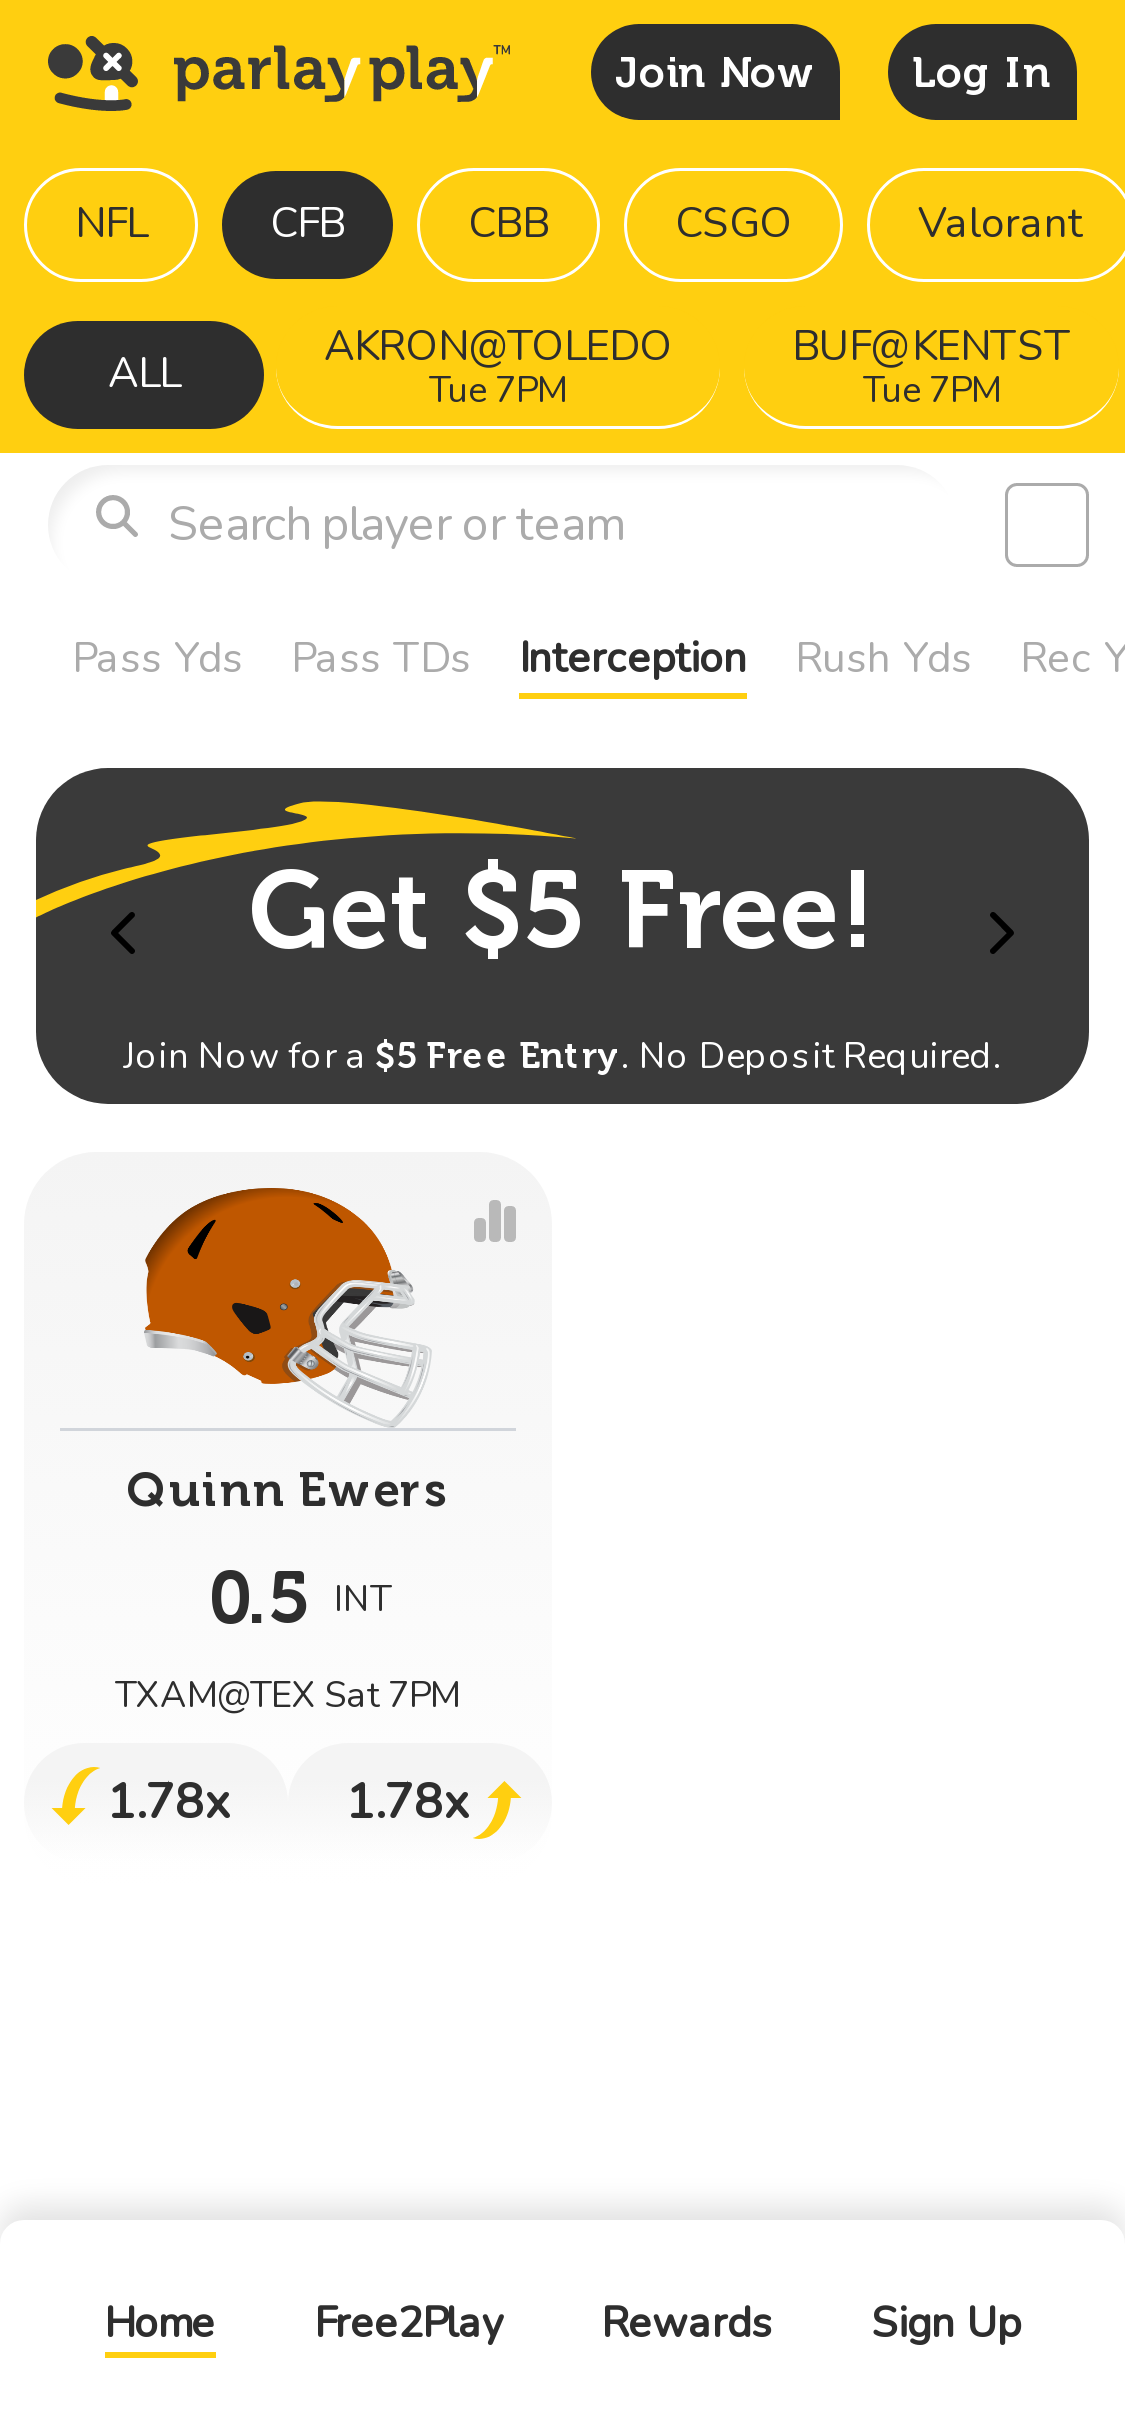 parlay play™ Join Now Log In
NFL CFB CBB CSGO Valorant
ALL AKRON@TOLEDO BUF@KENTST
Tue 7PM Tue 7PM
Search player or team
Pass Yds Pass TDs Interception Rush Yds Rec Y
Get $5 Free!
Join Now for a $5 Free Entry. No Deposit Required.
Quinn Ewers
0.5 INT
TXAM@TEX Sat 7PM
1.78x 1.78x
Home Free2Play Rewards Sign Up